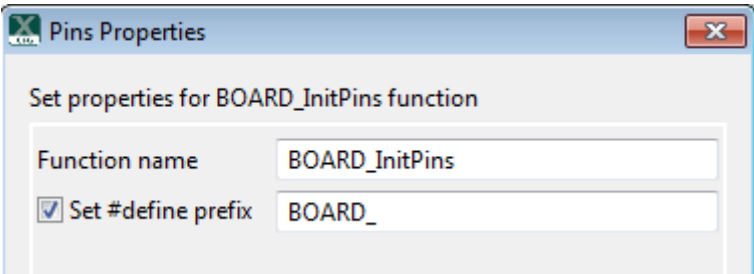 Pins Properties
Set properties for BOARD_InitPins function
Function name BOARD_InitPins
Set #define prefix BOARD_